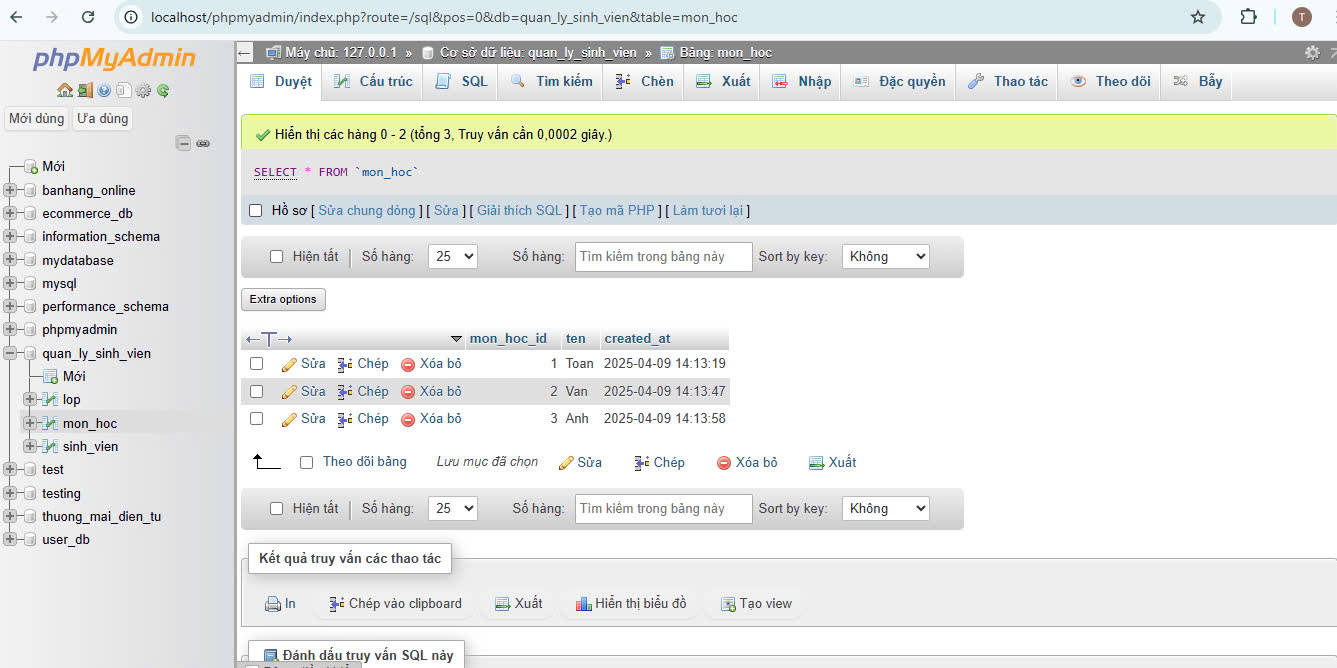 localhost/phpmyadmin/index.php?route=/sql&pos=0&db=quan_ly_sinh_vien&table=mon_hoc
T
phpMyAdmin
Mới dùng Ưa dùng
Mới
banhang_online
ecommerce_db
information_schema
mydatabase
mysql
performance_schema
phpmyadmin
quan_ly_sinh_vien
Mới
lop
mon_hoc
sinh_vien
test
testing
thuong_mai_dien_tu
user_db
Máy chủ: 127.0.0.1 » Cơ sở dữ liệu: quan_ly_sinh_vien » Bảng: mon_hoc
Duyệt Cấu trúc SQL Tìm kiếm Chèn Xuất Nhập Đặc quyền Thao tác Theo dõi Bẫy
Hiển thị các hàng 0 - 2 (tổng 3, Truy vấn cần 0,0002 giây.)
SELECT * FROM `mon_hoc`
Hồ sơ [ Sửa chung dòng ] [ Sửa ] [ Giải thích SQL ] [ Tạo mã PHP ] [ Làm tươi lại ]
Hiện tất Số hàng: 25 Số hàng: Tìm kiếm trong bảng này Sort by key: Không
Extra options
←T→ mon_hoc_id ten created_at
Sửa Chép Xóa bỏ 1 Toan 2025-04-09 14:13:19
Sửa Chép Xóa bỏ 2 Van 2025-04-09 14:13:47
Sửa Chép Xóa bỏ 3 Anh 2025-04-09 14:13:58
Theo dõi bảng Lưu mục đã chọn Sửa Chép Xóa bỏ Xuất
Hiện tất Số hàng: 25 Số hàng: Tìm kiếm trong bảng này Sort by key: Không
Kết quả truy vấn các thao tác
In Chép vào clipboard Xuất Hiển thị biểu đồ Tạo view
Đánh dấu truy vấn SQL này